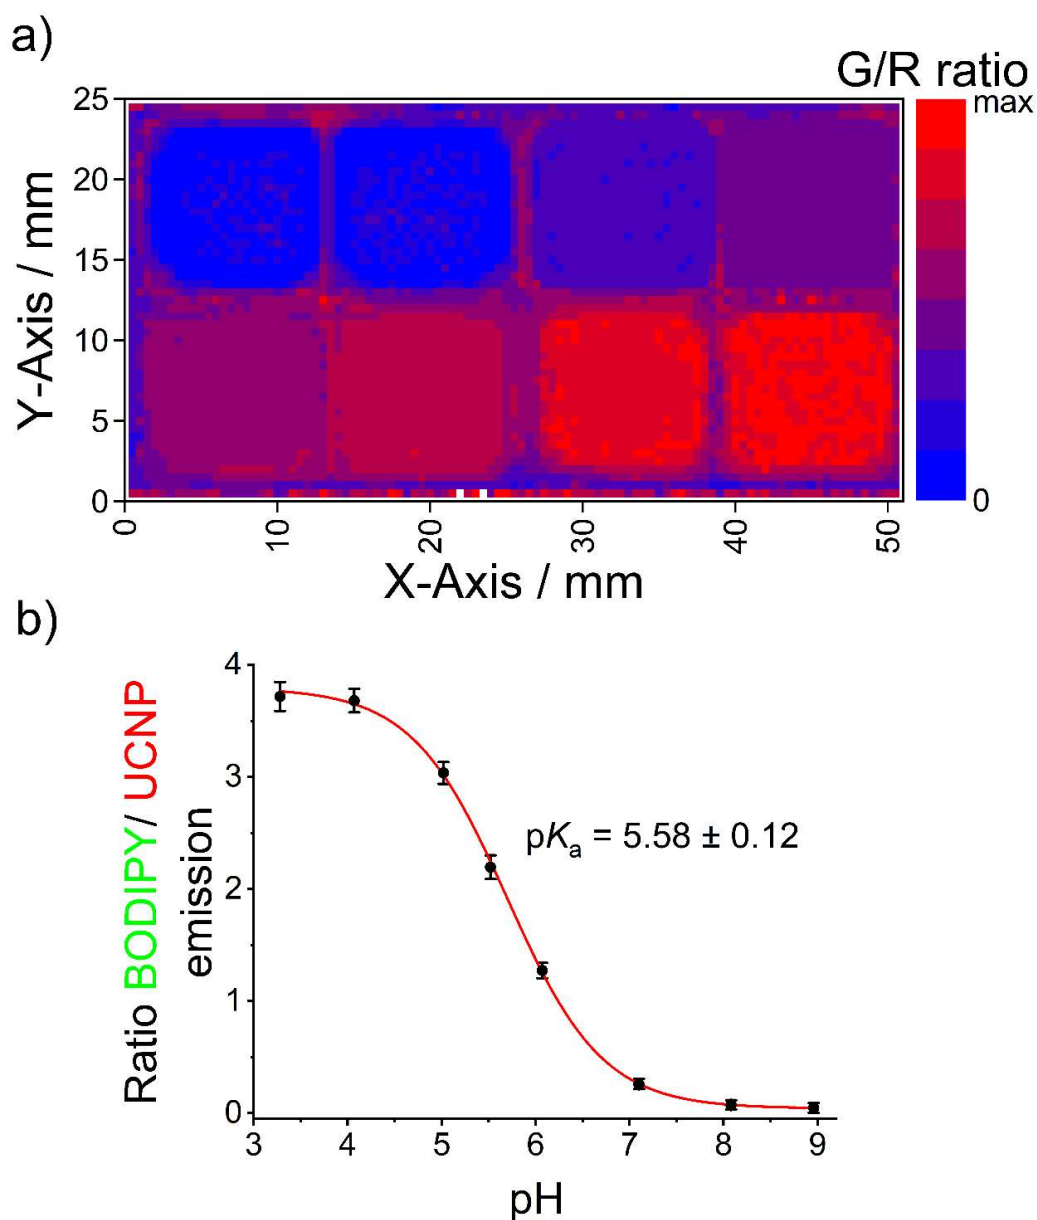 a)
G/R ratio
max
0
25
20
15
10
5
0
Y-Axis / mm
0 10 20 30 40 50
X-Axis / mm
b)
Ratio BODIPY/ UCNP
emission
4
3
2
1
0
pKₐ = 5.58 ± 0.12
3 4 5 6 7 8 9
pH